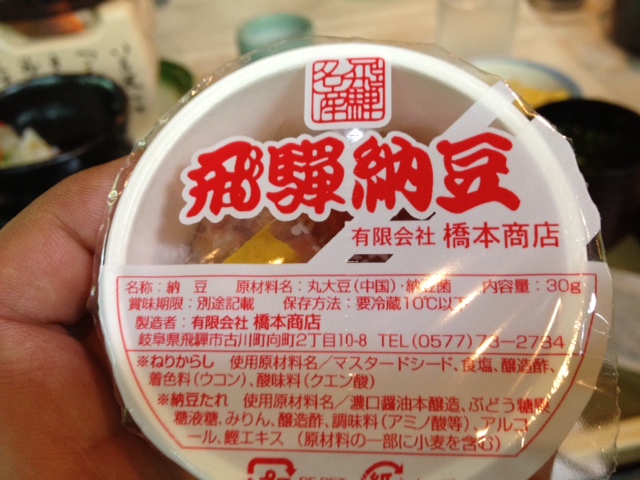 飛騨
名産
飛騨納豆
有限会社 橋本商店
名称：納 豆 原材料名：丸大豆(中国)・納豆菌 内容量：30g
賞味期限：別途記載 保存方法：要冷蔵10℃以下
製造者：有限会社 橋本商店
岐阜県飛騨市古川町向町2丁目10-8 TEL(0577)73-2734
※ねりからし 使用原材料名／マスタードシード、食塩、醸造酢、
着色料(ウコン)、酸味料(クエン酸)
※納豆たれ 使用原材料名／濃口醤油本醸造、ぶどう糖果
糖液糖、みりん、醸造酢、調味料(アミノ酸等)、アルコ
ール、鰹エキス (原材料の一部に小麦を含む)
紙